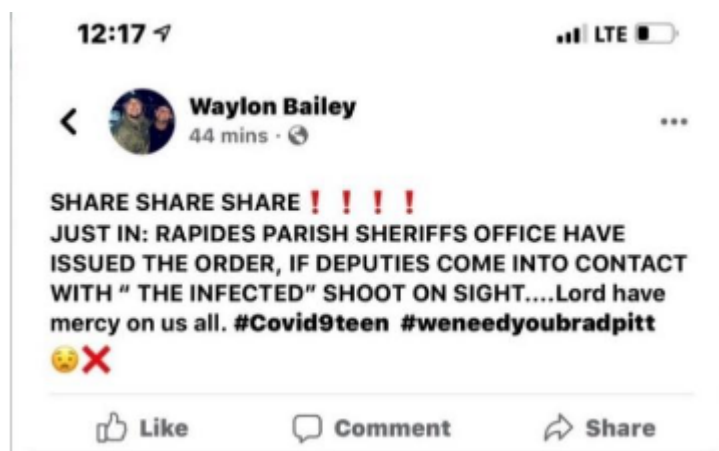 12:17
LTE
Waylon Bailey
44 mins ·
SHARE SHARE SHARE❗❗❗❗
JUST IN: RAPIDES PARISH SHERIFFS OFFICE HAVE
ISSUED THE ORDER, IF DEPUTIES COME INTO CONTACT
WITH “ THE INFECTED” SHOOT ON SIGHT....Lord have
mercy on us all. #Covid9teen #weneedyoubradpitt
😧❌
Like Comment Share